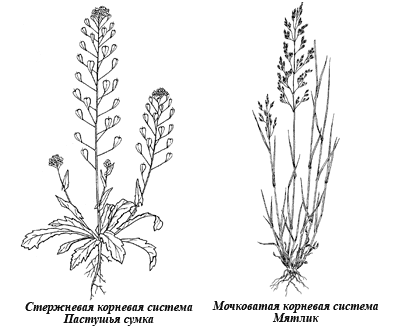 Стержневая корневая система
Пастушья сумка
Мочковатая корневая система
Мятлик